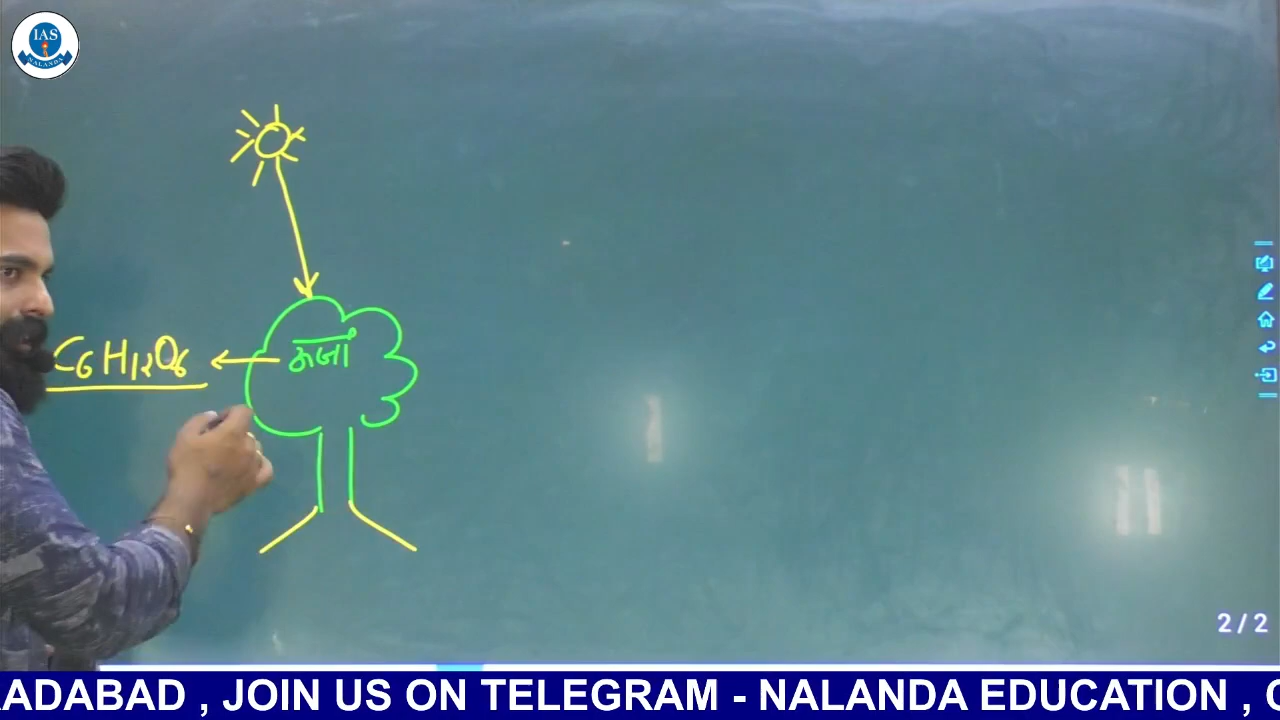 IAS
NALANDA
ऊर्जा
C6H12O6
2/2
ADABAD , JOIN US ON TELEGRAM - NALANDA EDUCATION ,